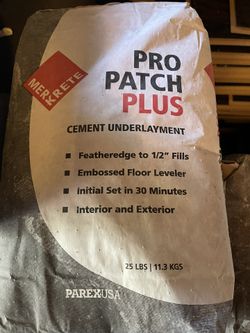 MERKRETE
PRO
PATCH
PLUS
CEMENT UNDERLAYMENT
Featheredge to 1/2" Fills
Embossed Floor Leveler
Initial Set in 30 Minutes
Interior and Exterior
25 LBS | 11.3 KGS
PAREXUSA